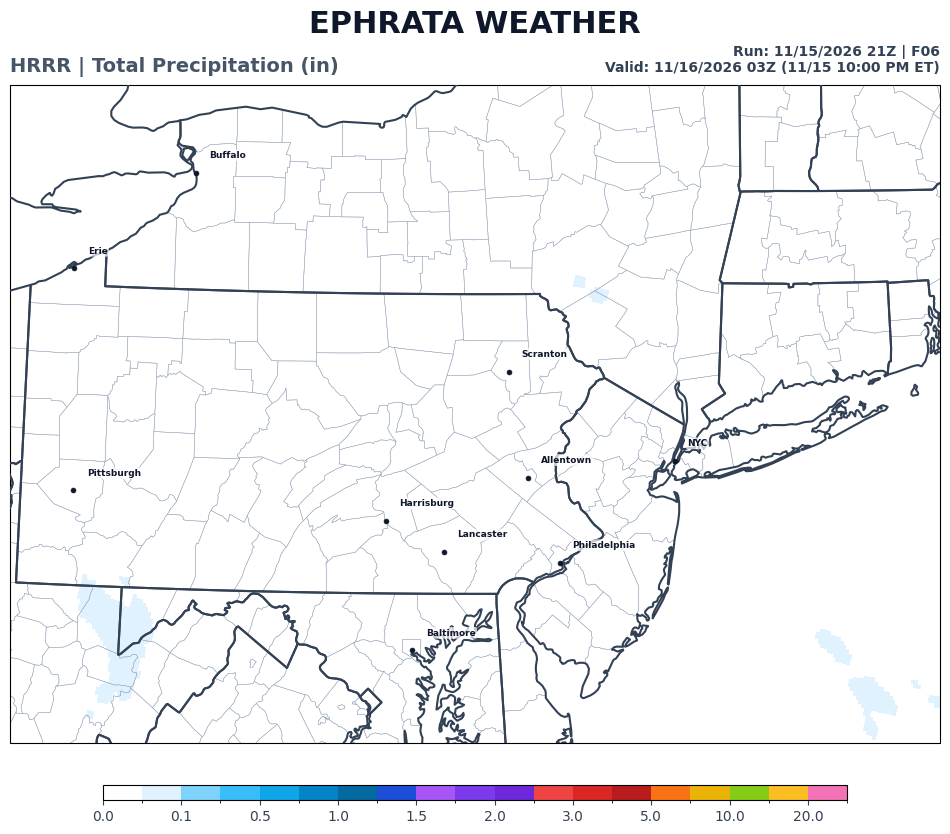 EPHRATA WEATHER
HRRR | Total Precipitation (in)
Run: 11/15/2026 21Z | F06
Valid: 11/16/2026 03Z (11/15 10:00 PM ET)
Buffalo
Erie
Scranton
NYC
Allentown
Pittsburgh
Harrisburg
Lancaster
Philadelphia
Baltimore
0.0 0.1 0.5 1.0 1.5 2.0 3.0 5.0 10.0 20.0